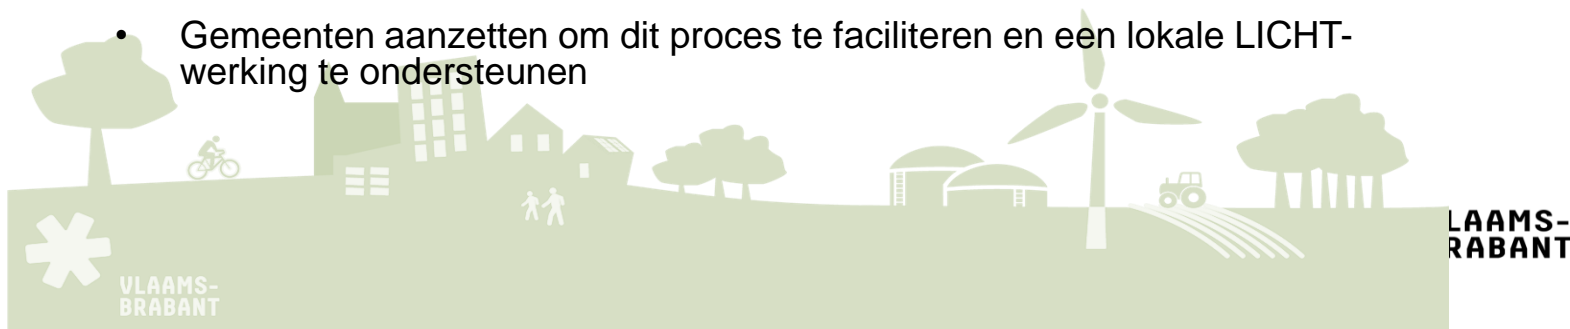 • Gemeenten aanzetten om dit proces te faciliteren en een lokale LICHT-
werking te ondersteunen
VLAAMS-
BRABANT
LAAMS-
RABANT